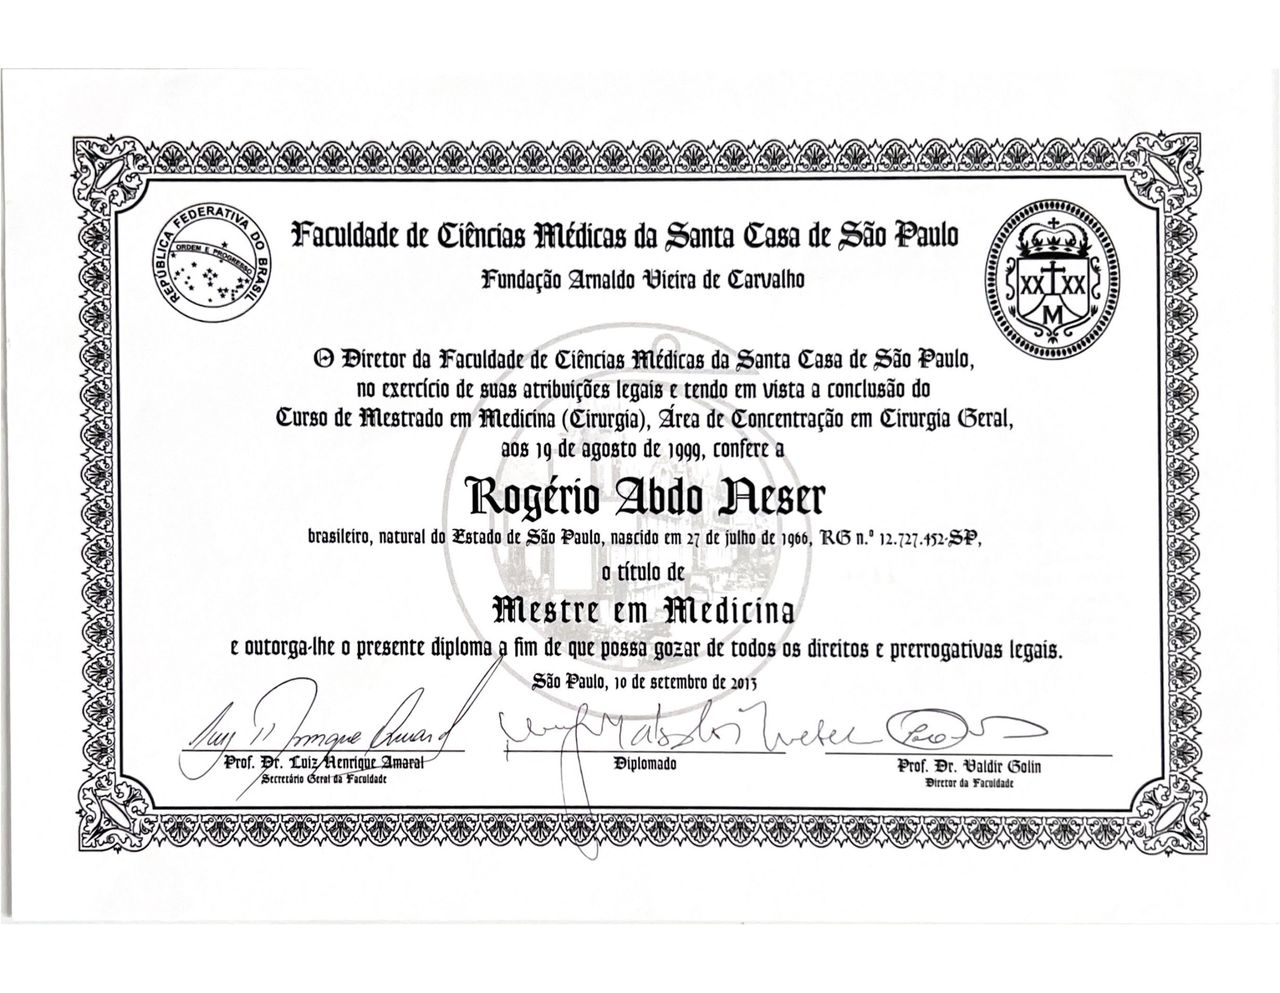 REPÚBLICA FEDERATIVA DO BRASIL
ORDEM E PROGRESSO
Faculdade de Ciências Médicas da Santa Casa de São Paulo
Fundação Arnaldo Vieira de Carvalho
XX XX
M
O Diretor da Faculdade de Ciências Médicas da Santa Casa de São Paulo,
no exercício de suas atribuições legais e tendo em vista a conclusão do
Curso de Mestrado em Medicina (Cirurgia), Área de Concentração em Cirurgia Geral,
aos 19 de agosto de 1999, confere a
Rogério Abdo Neser
brasileiro, natural do Estado de São Paulo, nascido em 27 de julho de 1966, RG n.º 12.727.452-SP,
o título de
Mestre em Medicina
e outorga-lhe o presente diploma a fim de que possa gozar de todos os direitos e prerrogativas legais.
São Paulo, 10 de setembro de 2013
Prof. Dr. Luiz Henrique Amaral
Secretário Geral da Faculdade
Diplomado
Prof. Dr. Valdir Golin
Diretor da Faculdade